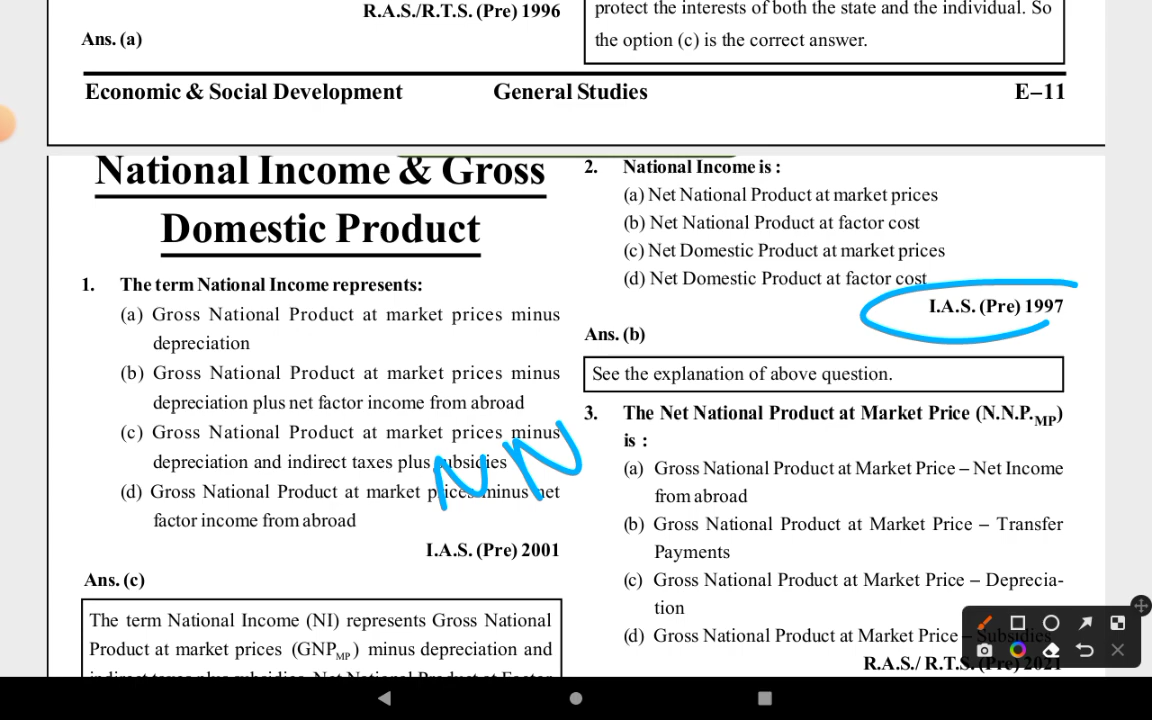 R.A.S./R.T.S. (Pre) 1996
Ans. (a)
protect the interests of both the state and the individual. So
the option (c) is the correct answer.
Economic & Social Development General Studies E–11
National Income & Gross
Domestic Product
1. The term National Income represents:
(a) Gross National Product at market prices minus
depreciation
(b) Gross National Product at market prices minus
depreciation plus net factor income from abroad
(c) Gross National Product at market prices minus
depreciation and indirect taxes plus subsidies
(d) Gross National Product at market prices minus net
factor income from abroad
I.A.S. (Pre) 2001
Ans. (c)
The term National Income (NI) represents Gross National
Product at market prices (GNPMP) minus depreciation and
NN
2. National Income is :
(a) Net National Product at market prices
(b) Net National Product at factor cost
(c) Net Domestic Product at market prices
(d) Net Domestic Product at factor cost
I.A.S. (Pre) 1997
Ans. (b)
See the explanation of above question.
3. The Net National Product at Market Price (N.N.P.MP)
is :
(a) Gross National Product at Market Price – Net Income
from abroad
(b) Gross National Product at Market Price – Transfer
Payments
(c) Gross National Product at Market Price – Deprecia-
tion
(d) Gross National Product at Market Price – Subsidies
R.A.S./ R.T.S. (Pre) 2021